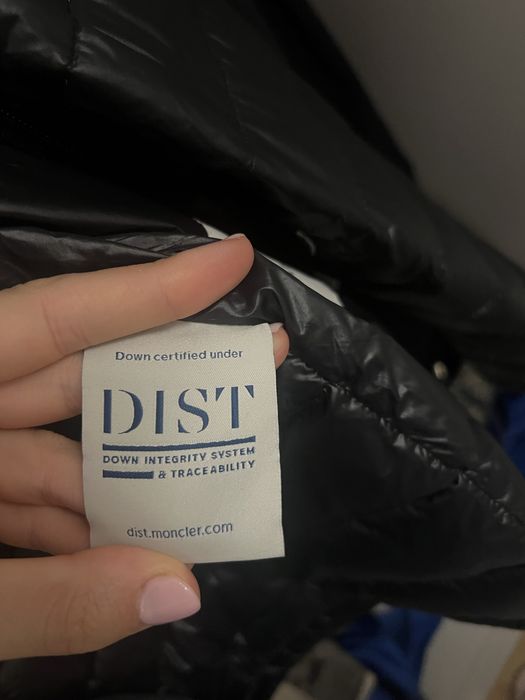 Down certified under
DIST
DOWN INTEGRITY SYSTEM
& TRACEABILITY
dist.moncler.com